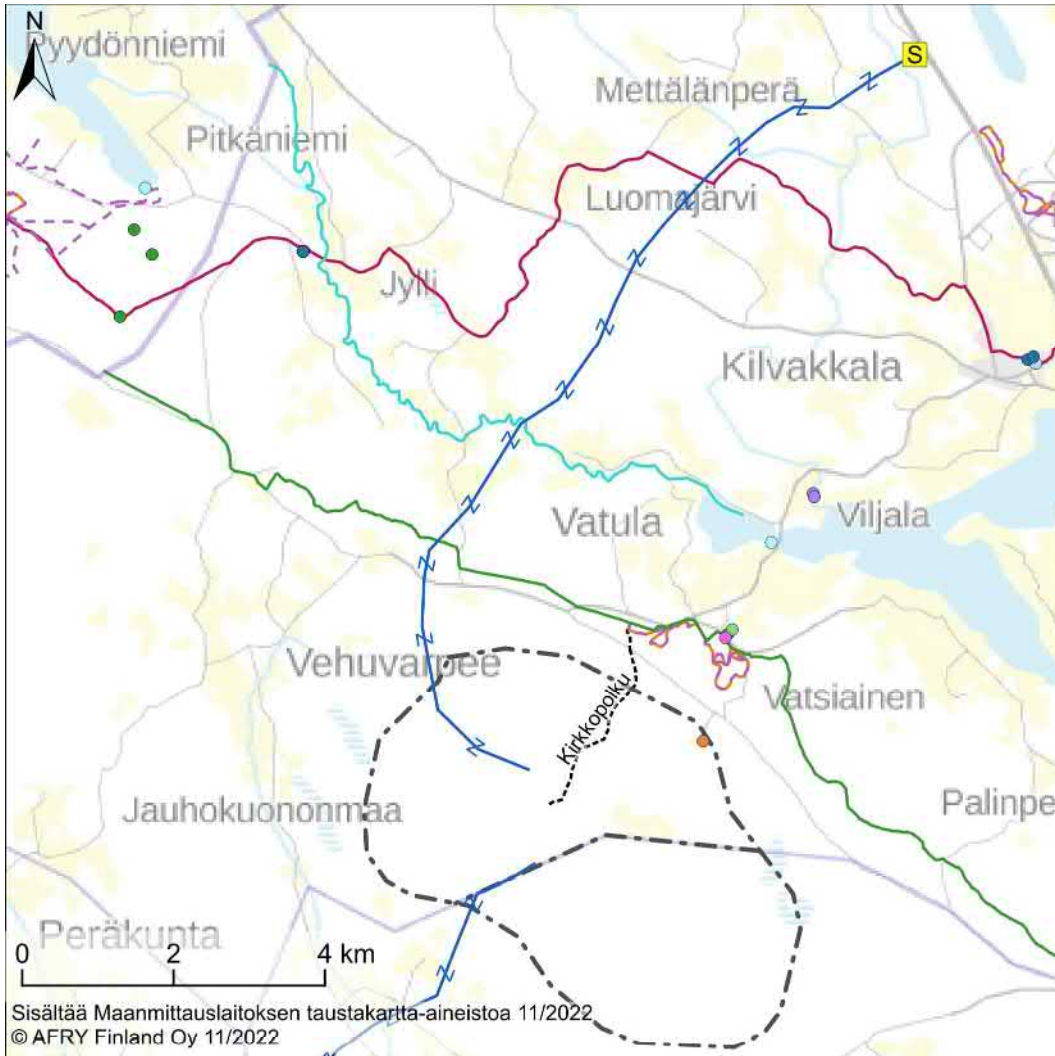 N
Pyydönniemi
S
Mettälänperä
Pitkäniemi
Luomajärvi
Jylli
Kilvakkala
Vatula
Viljala
Vehuvarpee
Vatsiainen
Kirkkopolku
Jauhokuononmaa
Palinpe
Peräkunta
0 2 4 km
Sisältää Maanmittauslaitoksen taustakartta-aineistoa 11/2022
© AFRY Finland Oy 11/2022